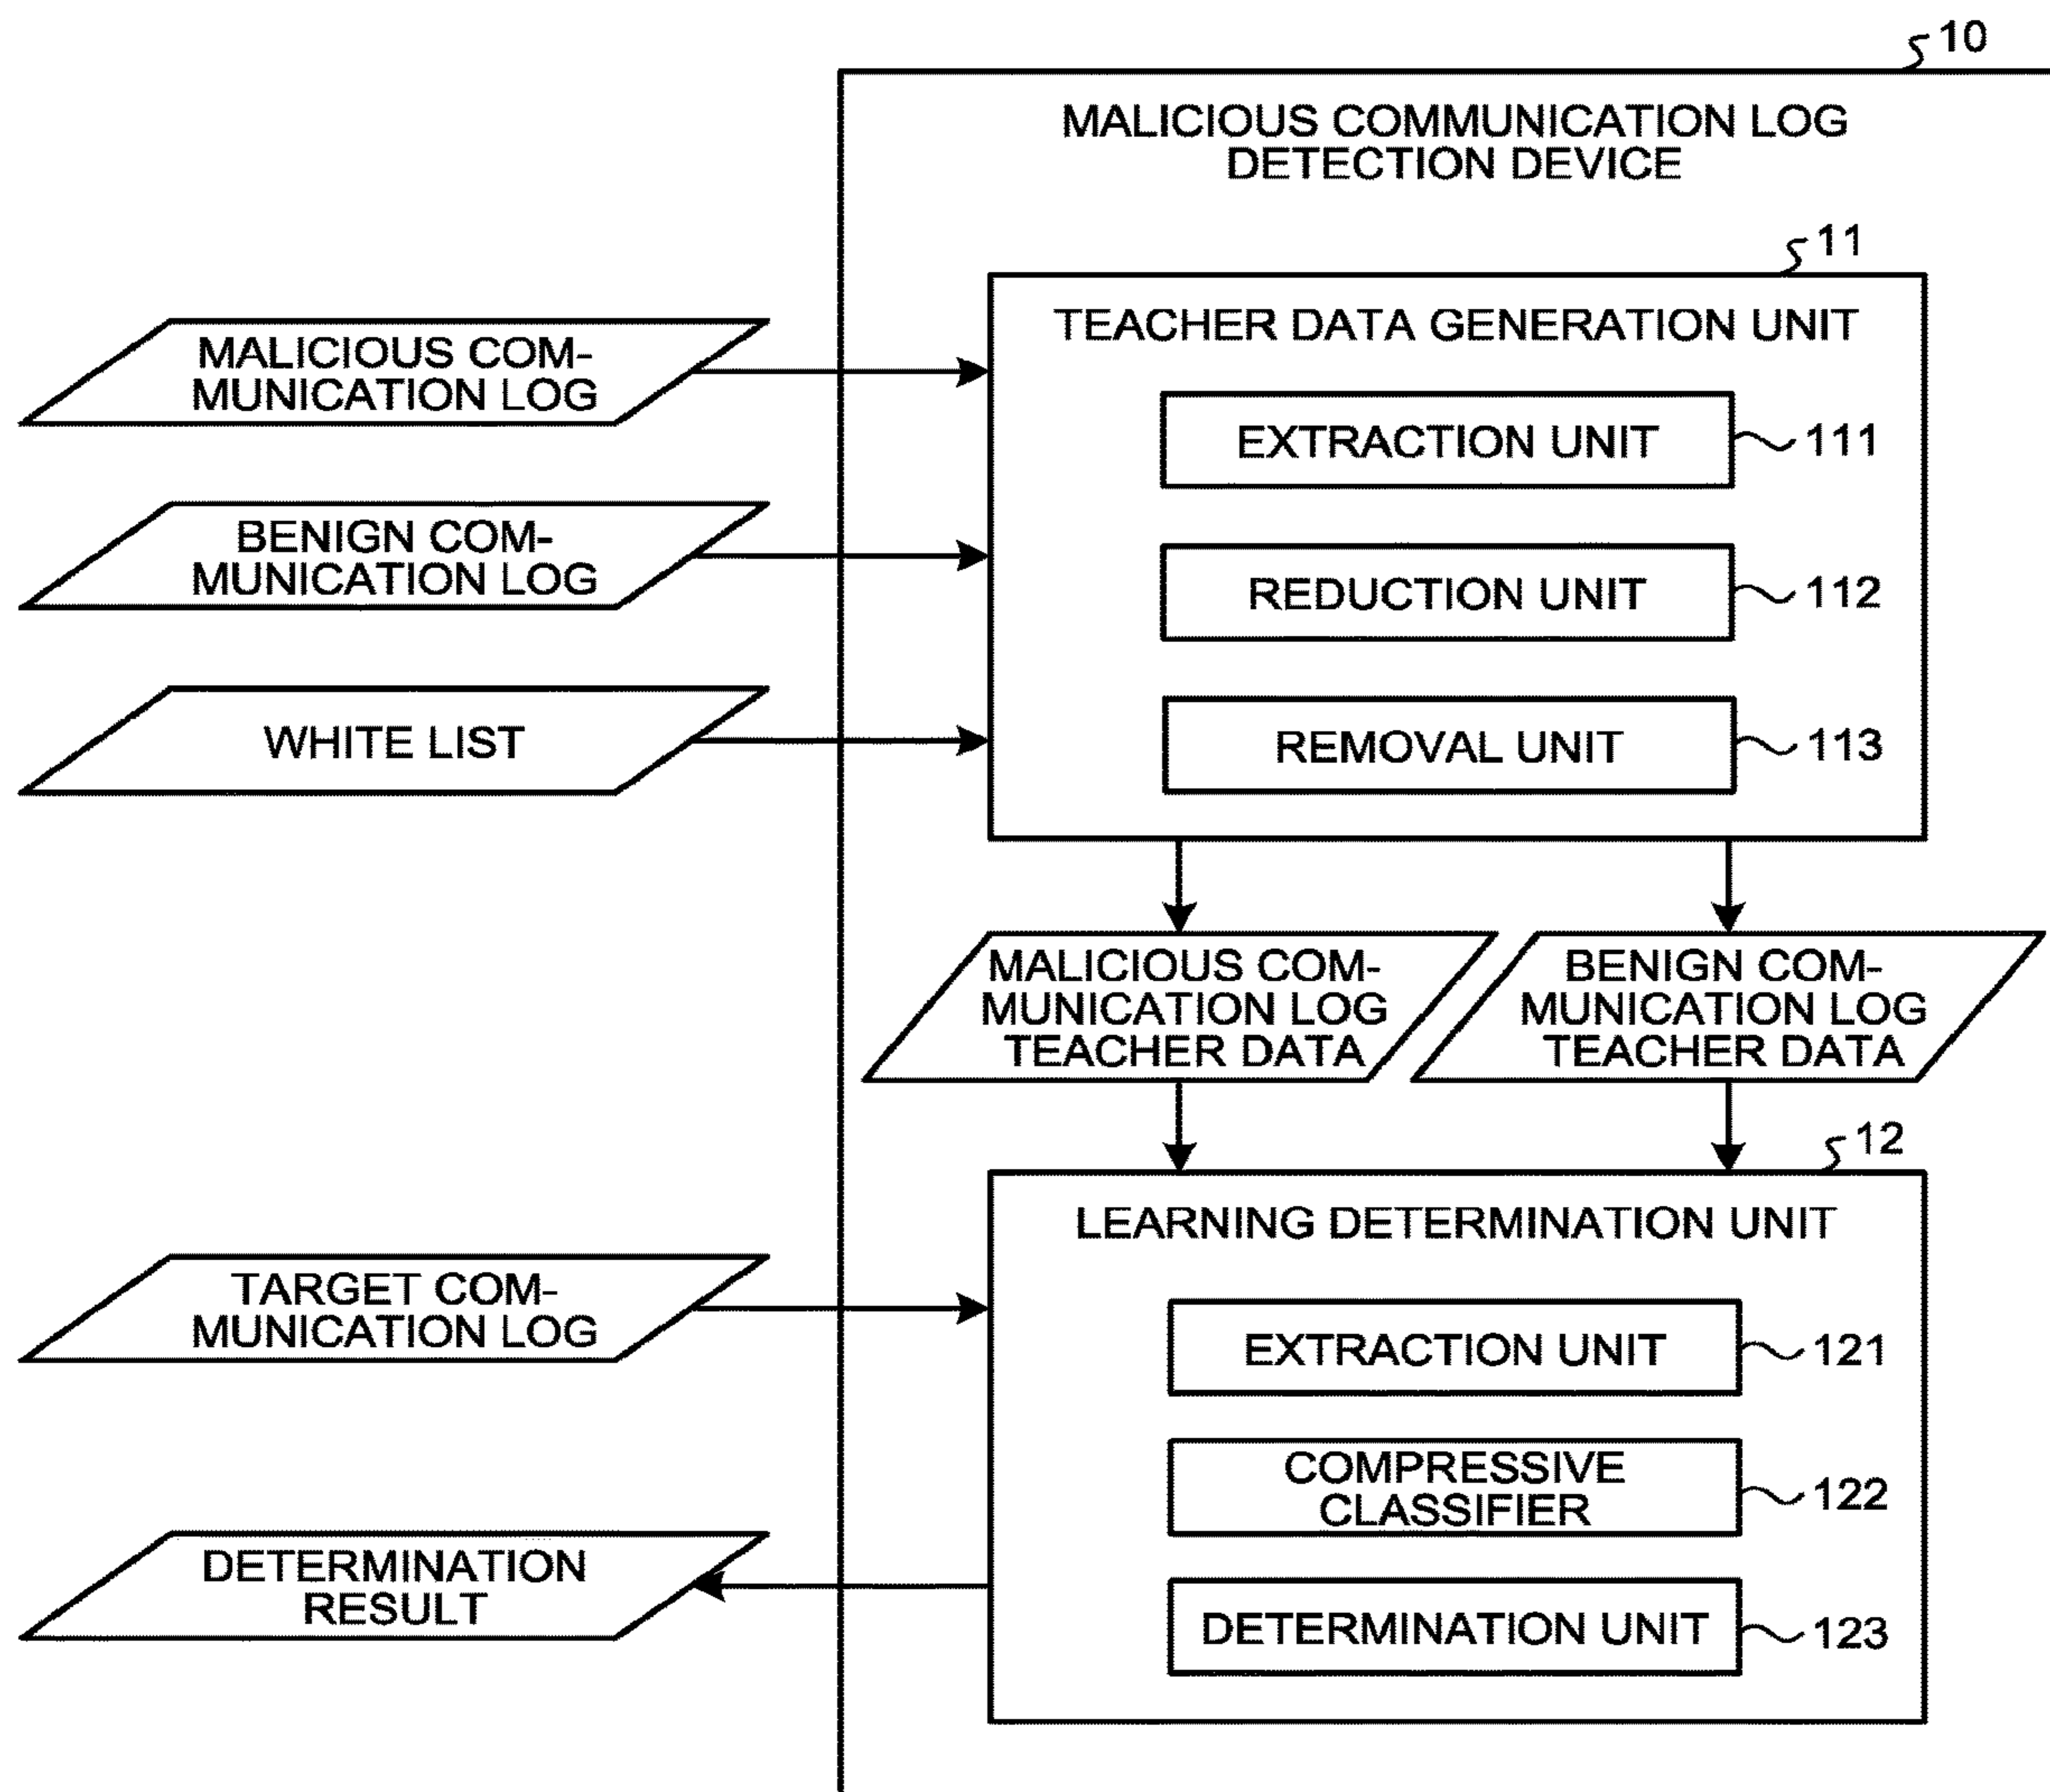 10
MALICIOUS COMMUNICATION LOG
DETECTION DEVICE
11
TEACHER DATA GENERATION UNIT
MALICIOUS COM-
MUNICATION LOG
EXTRACTION UNIT
111
BENIGN COM-
MUNICATION LOG
REDUCTION UNIT
112
WHITE LIST
REMOVAL UNIT
113
MALICIOUS COM-
MUNICATION LOG
TEACHER DATA
BENIGN COM-
MUNICATION LOG
TEACHER DATA
12
LEARNING DETERMINATION UNIT
TARGET COM-
MUNICATION LOG
EXTRACTION UNIT
121
COMPRESSIVE
CLASSIFIER
122
DETERMINATION
RESULT
DETERMINATION UNIT
123